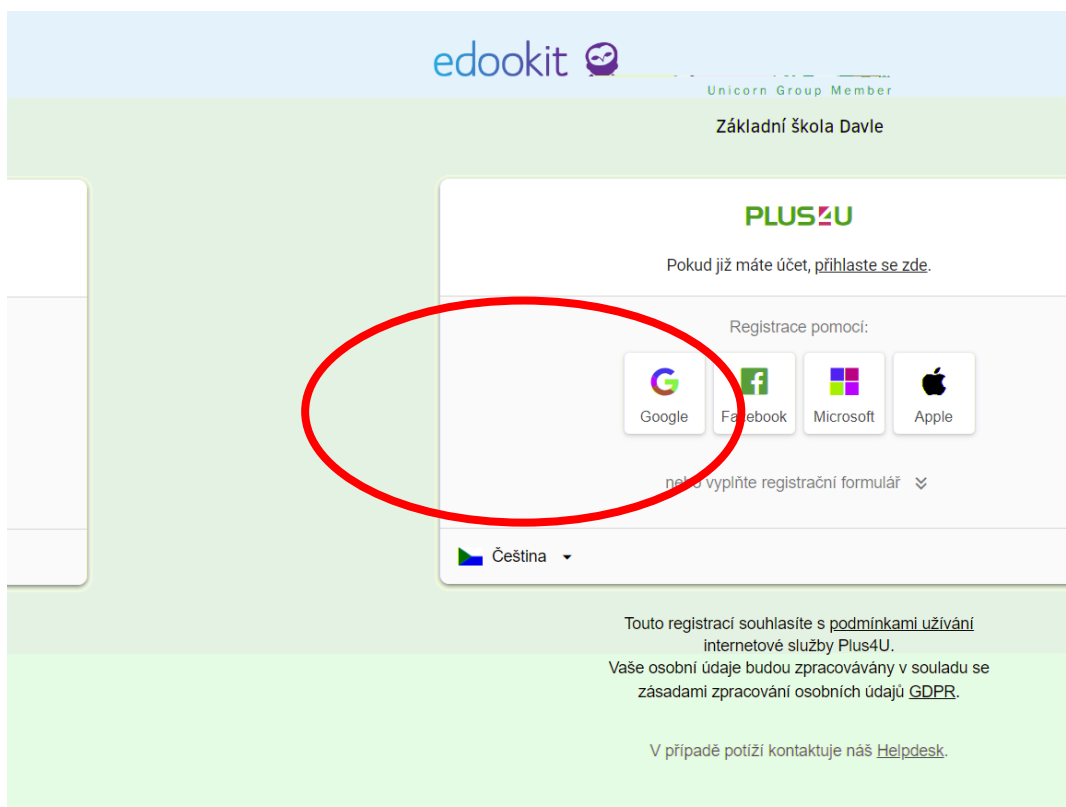 edookit
Unicorn Group Member
Základní škola Davle
PLUS4U
Pokud již máte účet, přihlaste se zde.
Registrace pomocí:
Google
Facebook
Microsoft
Apple
nebo vyplňte registrační formulář
Čeština
Touto registrací souhlasíte s podmínkami užívání
internetové služby Plus4U.
Vaše osobní údaje budou zpracovávány v souladu se
zásadami zpracování osobních údajů GDPR.
V případě potíží kontaktuje náš Helpdesk.